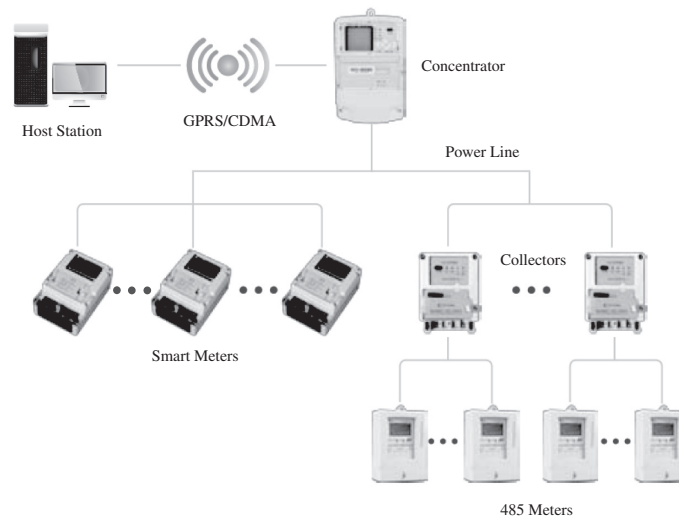 Concentrator
Host Station
GPRS/CDMA
Power Line
Collectors
Smart Meters
485 Meters